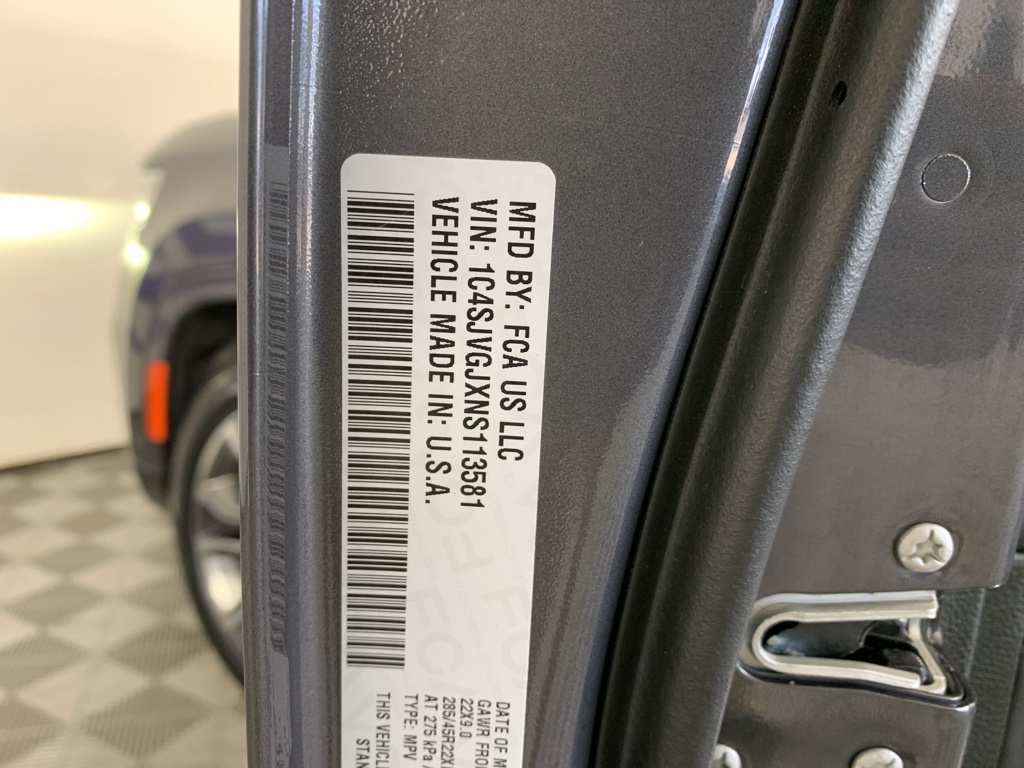 MFD BY: FCA US LLC
VIN: 1C4SJVGJXNS113581
VEHICLE MADE IN: U.S.A.
DATE OF M
GAWR FRO
22X9.0
285/45R22X
AT 275 kPa
TYPE: MPV
THIS VEHICLE
STAN